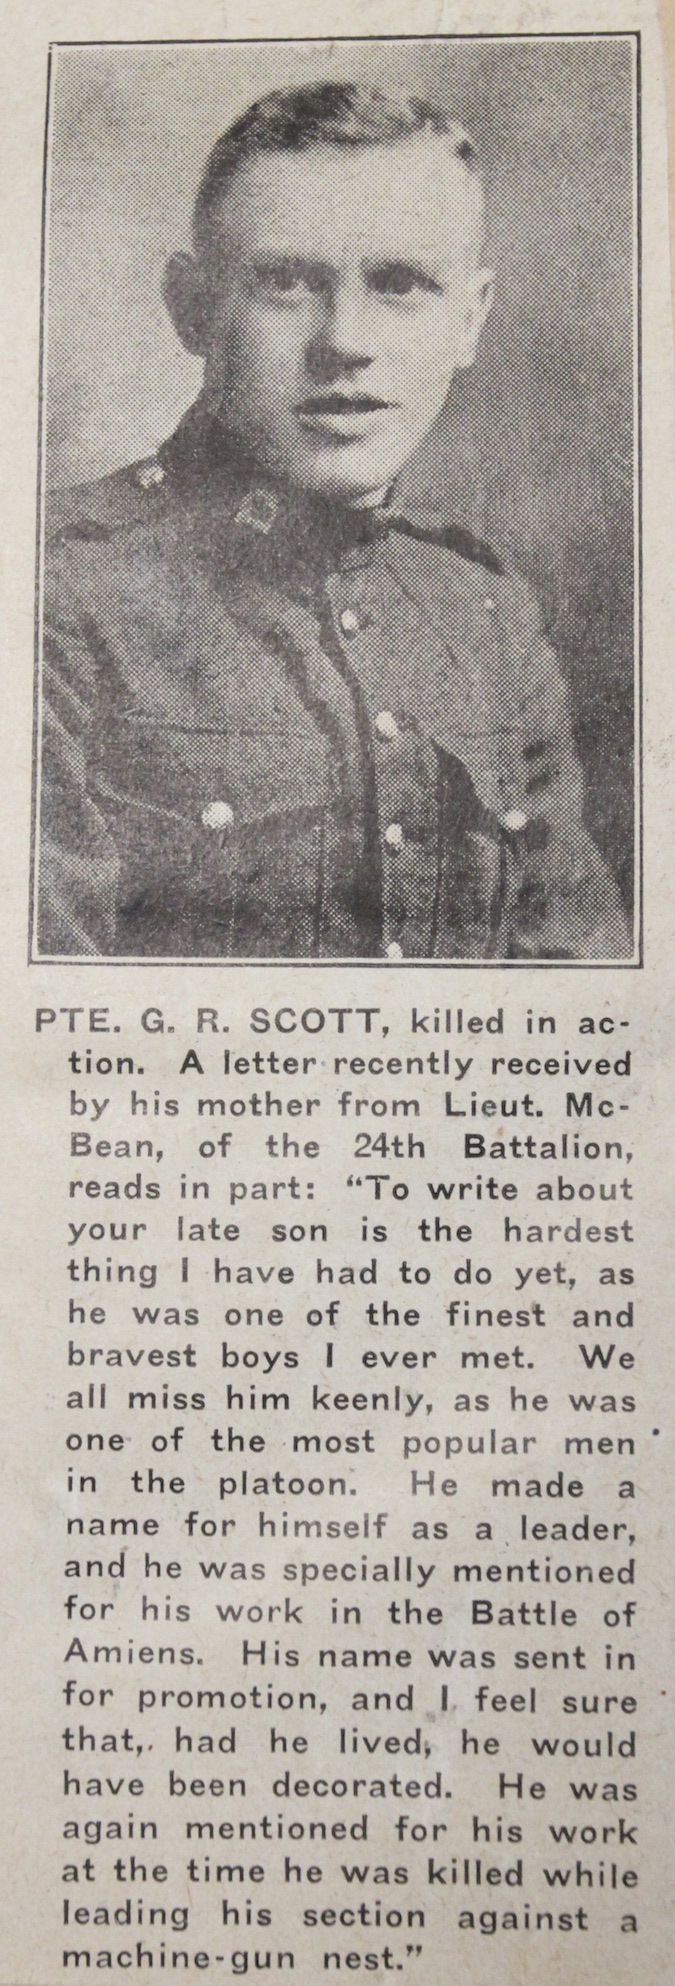 PTE. G. R. SCOTT, killed in ac-
tion. A letter recently received
by his mother from Lieut. Mc-
Bean, of the 24th Battalion,
reads in part: “To write about
your late son is the hardest
thing I have had to do yet, as
he was one of the finest and
bravest boys I ever met. We
all miss him keenly, as he was
one of the most popular men
in the platoon. He made a
name for himself as a leader,
and he was specially mentioned
for his work in the Battle of
Amiens. His name was sent in
for promotion, and I feel sure
that, had he lived, he would
have been decorated. He was
again mentioned for his work
at the time he was killed while
leading his section against a
machine-gun nest.”